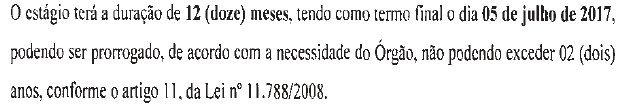 O estágio terá a duração de 12 (doze) meses, tendo como termo final o dia 05 de julho de 2017,
podendo ser prorrogado, de acordo com a necessidade do Órgão, não podendo exceder 02 (dois)
anos, conforme o artigo 11, da Lei nº 11.788/2008.